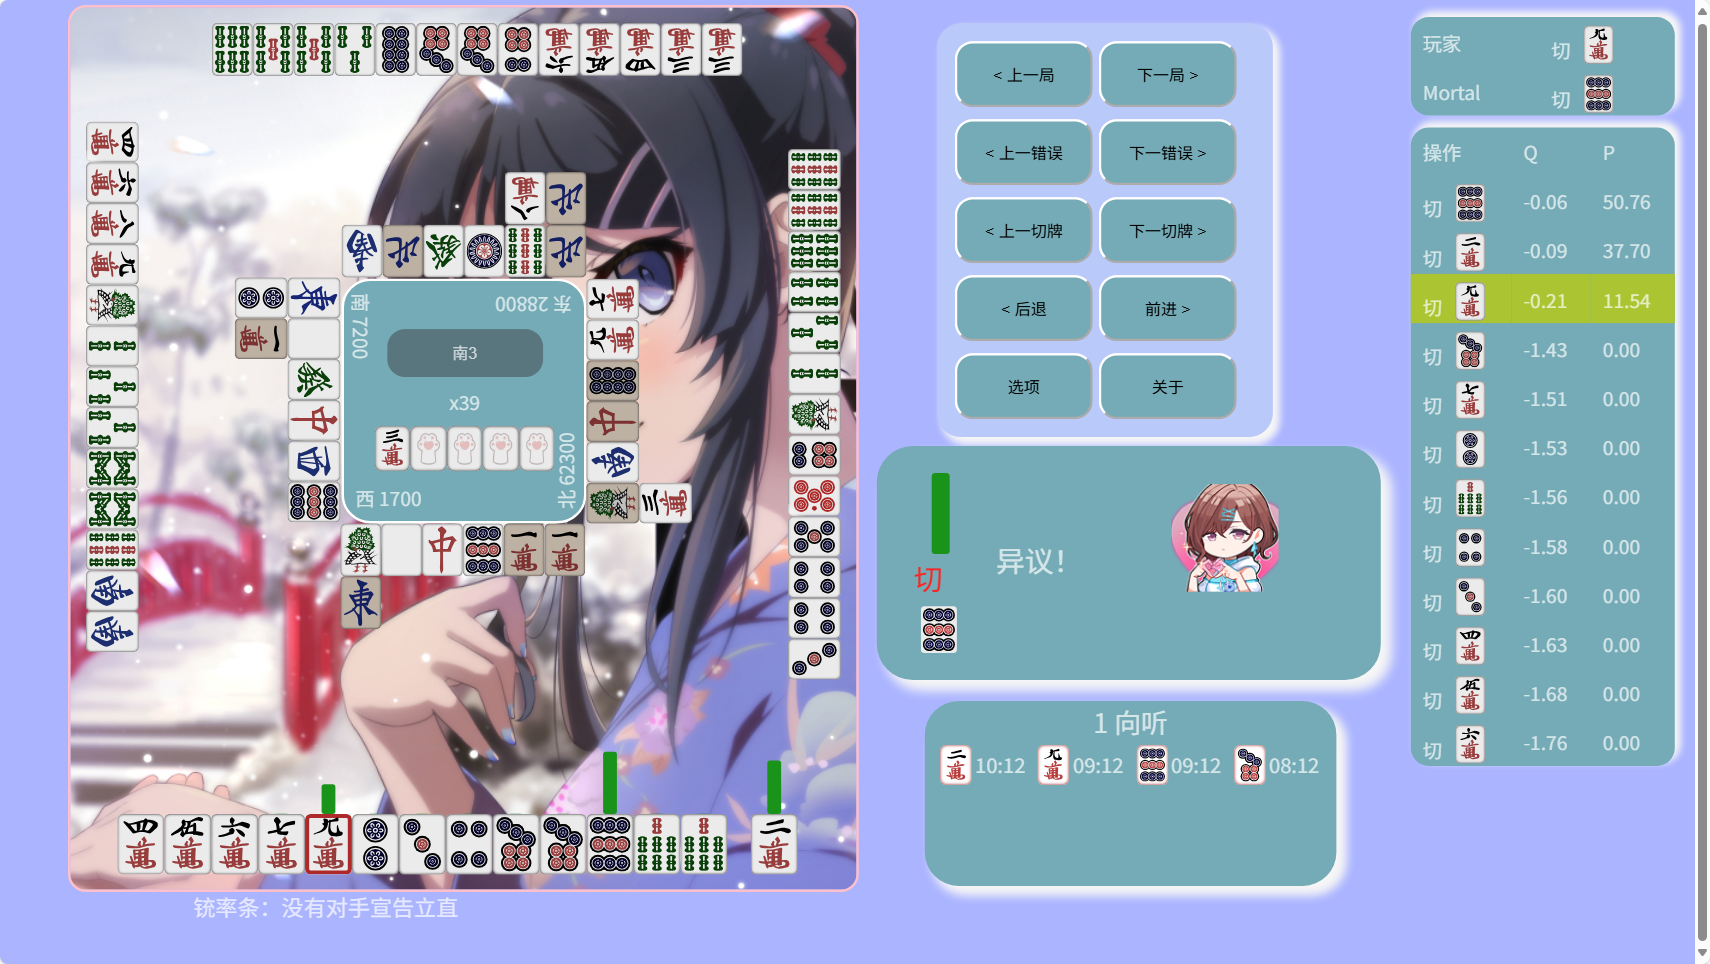 南 7200
东 28800
南3
x39
北 62300
西 1700
铳率条：没有对手宣告立直
< 上一局
下一局 >
< 上一错误
下一错误 >
< 上一切牌
下一切牌 >
< 后退
前进 >
选项
关于
切
异议！
1 向听
10:12 09:12 09:12 08:12
玩家 切
Mortal 切
操作 Q P
切 -0.06 50.76
切 -0.09 37.70
切 -0.21 11.54
切 -1.43 0.00
切 -1.51 0.00
切 -1.53 0.00
切 -1.56 0.00
切 -1.58 0.00
切 -1.60 0.00
切 -1.63 0.00
切 -1.68 0.00
切 -1.76 0.00